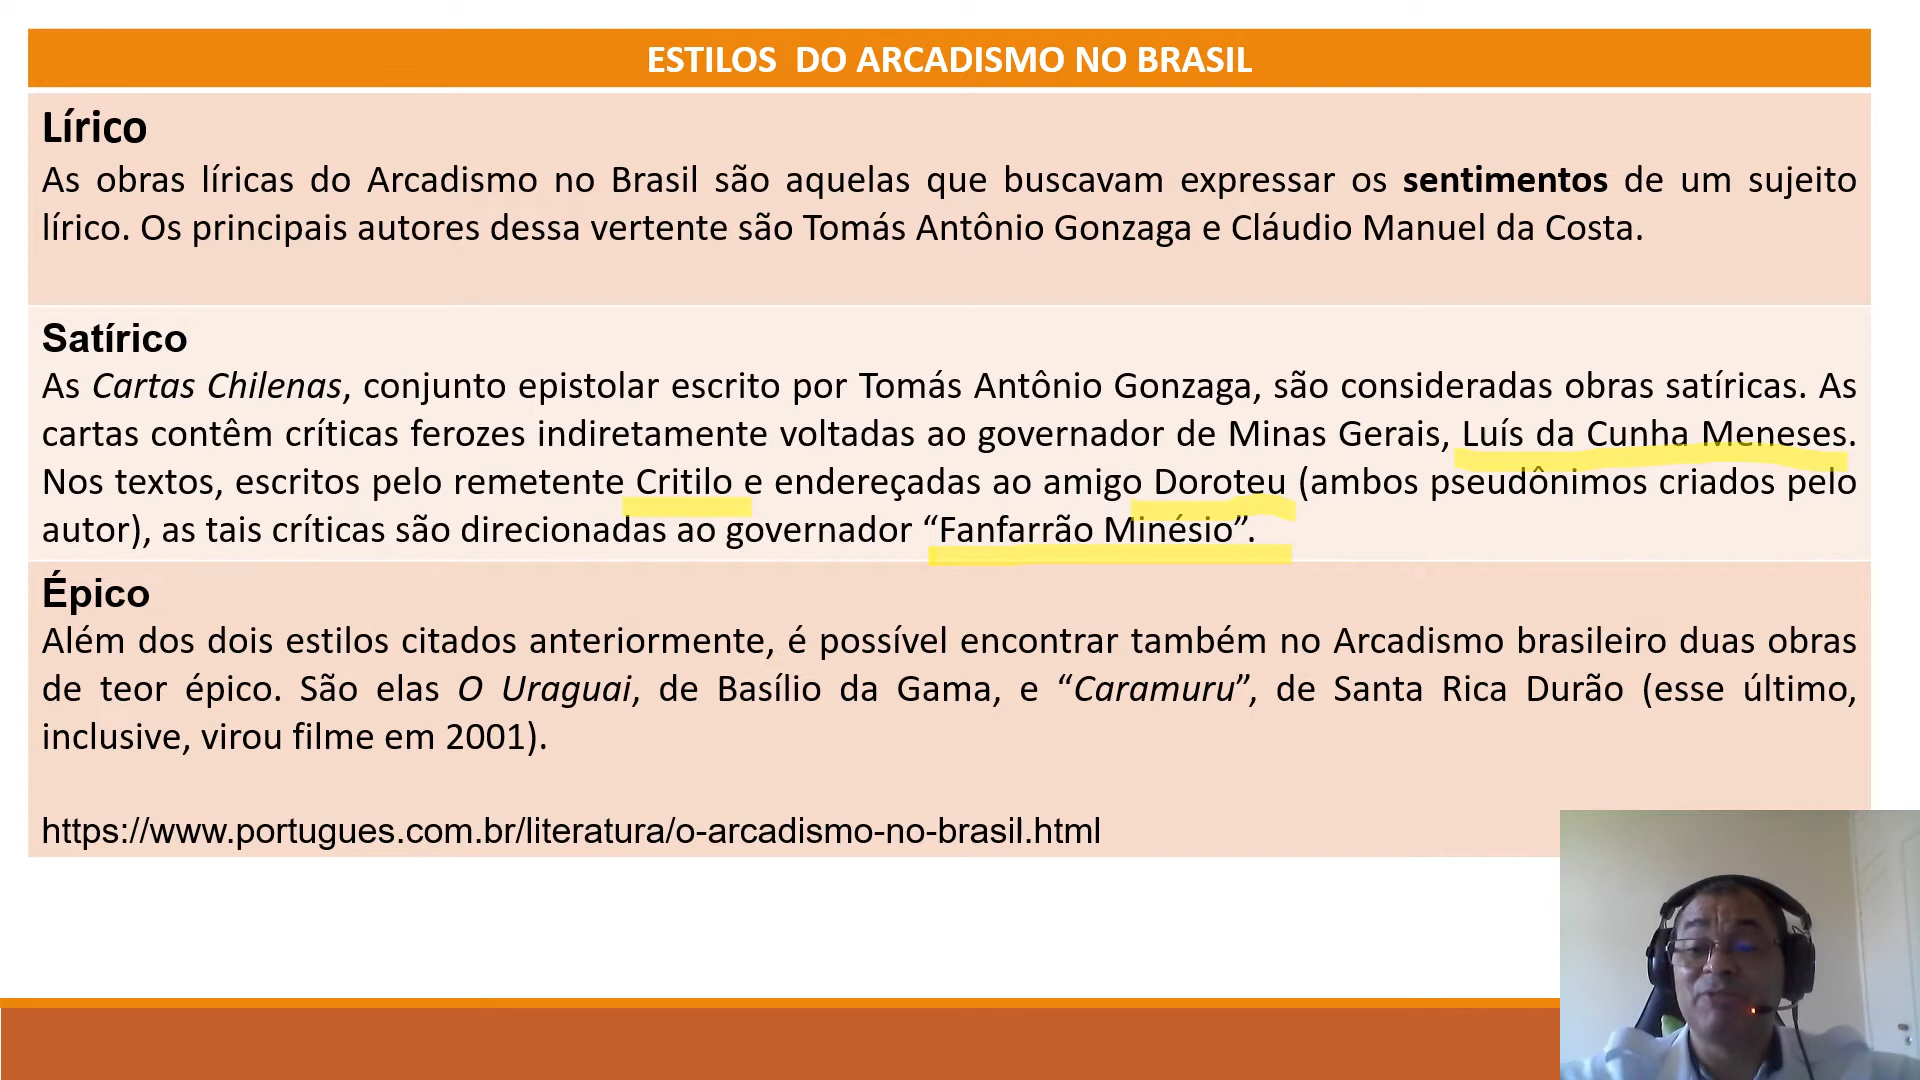 ESTILOS DO ARCADISMO NO BRASIL
Lírico
As obras líricas do Arcadismo no Brasil são aquelas que buscavam expressar os sentimentos de um sujeito
lírico. Os principais autores dessa vertente são Tomás Antônio Gonzaga e Cláudio Manuel da Costa.
Satírico
As Cartas Chilenas, conjunto epistolar escrito por Tomás Antônio Gonzaga, são consideradas obras satíricas. As
cartas contêm críticas ferozes indiretamente voltadas ao governador de Minas Gerais, Luís da Cunha Meneses.
Nos textos, escritos pelo remetente Critilo e endereçadas ao amigo Doroteu (ambos pseudônimos criados pelo
autor), as tais críticas são direcionadas ao governador “Fanfarrão Minésio”.
Épico
Além dos dois estilos citados anteriormente, é possível encontrar também no Arcadismo brasileiro duas obras
de teor épico. São elas O Uraguai, de Basílio da Gama, e “Caramuru”, de Santa Rica Durão (esse último,
inclusive, virou filme em 2001).
https://www.portugues.com.br/literatura/o-arcadismo-no-brasil.html